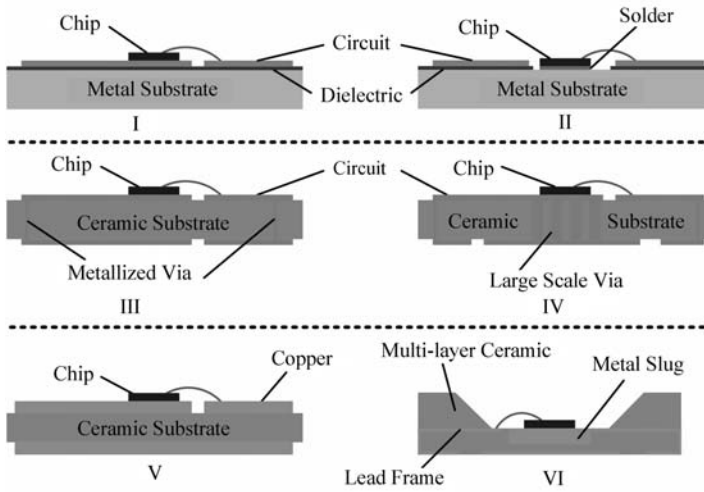 Chip
Circuit
Chip
Solder
Metal Substrate
Dielectric
Metal Substrate
I
II
Chip
Circuit
Chip
Ceramic Substrate
Ceramic
Substrate
Metallized Via
Large Scale Via
III
IV
Chip
Copper
Multi-layer Ceramic
Metal Slug
Ceramic Substrate
V
Lead Frame
VI